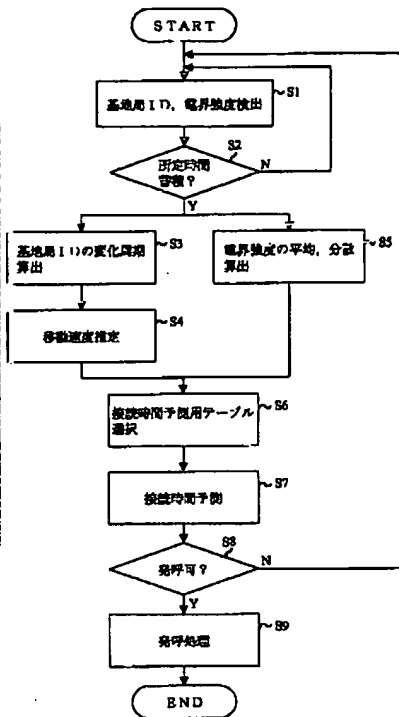 START
基地局ID,電界強度検出
S1
S2
所定時間
蓄積?
N
Y
基地局IDの変化周期
算出
S3
電界強度の平均,分散
算出
S5
移動速度推定
S4
接続時間予測用テーブル
選択
S6
接続時間予測
S7
S8
発呼可?
N
Y
発呼処理
S9
END